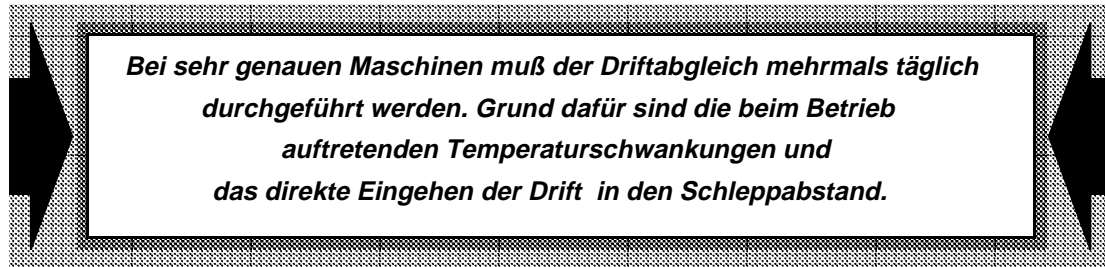 Bei sehr genauen Maschinen muß der Driftabgleich mehrmals täglich
durchgeführt werden. Grund dafür sind die beim Betrieb
auftretenden Temperaturschwankungen und
das direkte Eingehen der Drift in den Schleppabstand.